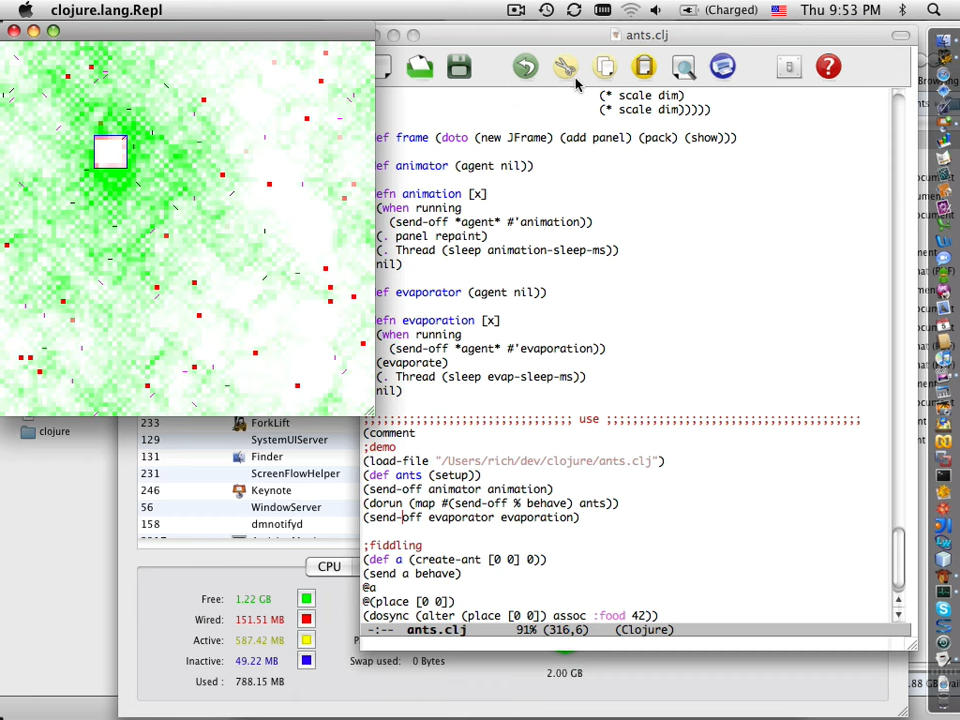 clojure.lang.Repl
(Charged)
Thu 9:53 PM
ants.clj
(* scale dim)
(* scale dim)))))
def frame (doto (new JFrame) (add panel) (pack) (show)))
def animator (agent nil))
defn animation [x]
(when running
(send-off *agent* #'animation))
(. panel repaint)
(. Thread (sleep animation-sleep-ms))
nil)
def evaporator (agent nil))
defn evaporation [x]
(when running
(send-off *agent* #'evaporation))
(evaporate)
(. Thread (sleep evap-sleep-ms))
nil)
;;;;;;;;;;;;;;;;;;;;;;;;;;;;;; use ;;;;;;;;;;;;;;;;;;;;;;;;;;;;;;;;;;;;
(comment
;demo
(load-file "/Users/rich/dev/clojure/ants.clj")
(def ants (setup))
(send-off animator animation)
(dorun (map #(send-off % behave) ants))
(send-off evaporator evaporation)
;fiddling
(def a (create-ant [0 0] 0))
(send a behave)
@a
@(place [0 0])
(dosync (alter (place [0 0]) assoc :food 42))
-:-- ants.clj 91% (316,6) (Clojure)
clojure
233 ForkLift
129 SystemUIServer
131 Finder
231 ScreenFlowHelper
246 Keynote
56 WindowServer
158 dmnotifyd
CPU
Free: 1.22 GB
Wired: 151.51 MB
Active: 587.42 MB
Inactive: 49.22 MB
Used : 788.15 MB
Swap used: 0 Bytes
2.00 GB
.88 GB